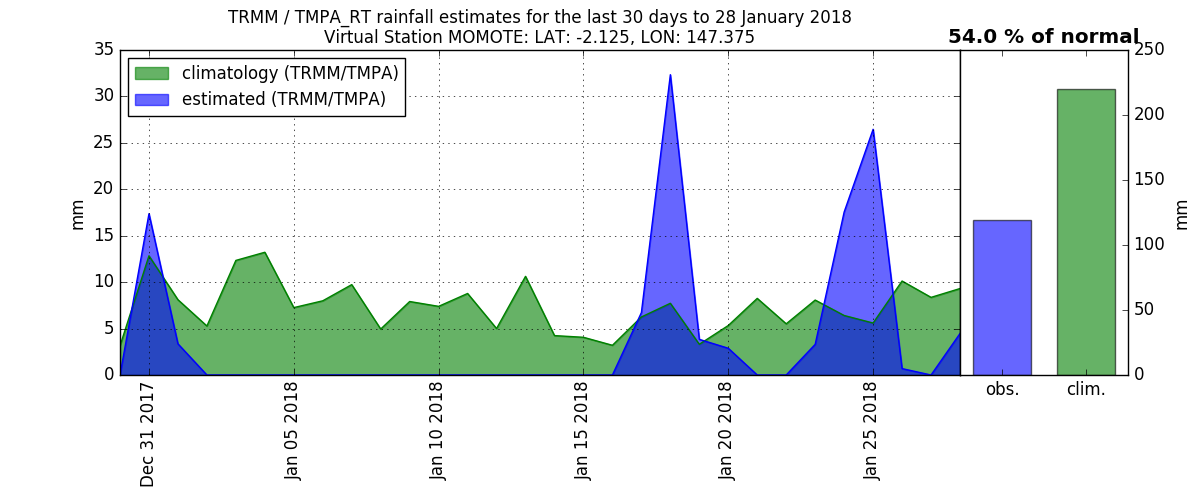 TRMM / TMPA_RT rainfall estimates for the last 30 days to 28 January 2018
Virtual Station MOMOTE: LAT: -2.125, LON: 147.375
54.0 % of normal
climatology (TRMM/TMPA)
estimated (TRMM/TMPA)
35
30
25
20
15
10
5
0
mm
Dec 31 2017
Jan 05 2018
Jan 10 2018
Jan 15 2018
Jan 20 2018
Jan 25 2018
obs.
clim.
250
200
150
100
50
0
mm